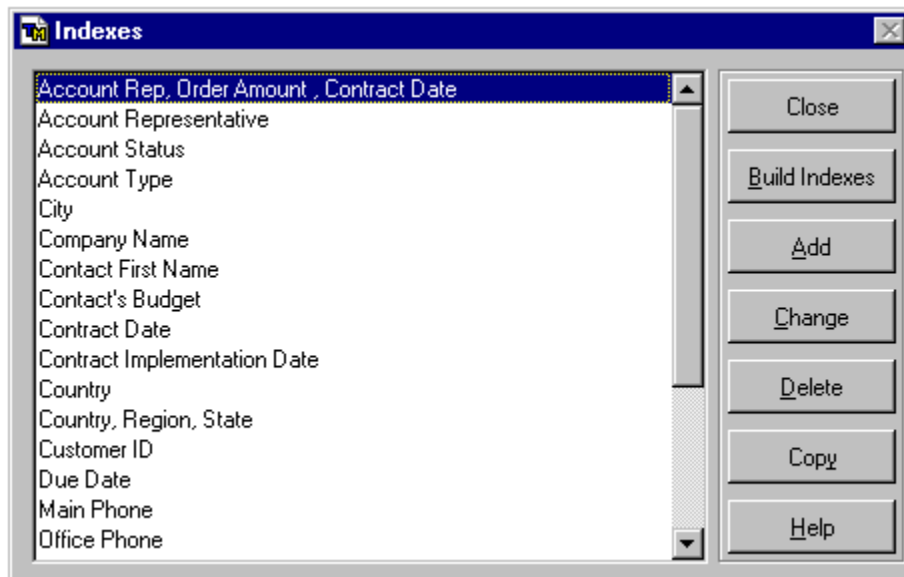 Indexes
Account Rep, Order Amount , Contract Date
Account Representative
Account Status
Account Type
City
Company Name
Contact First Name
Contact's Budget
Contract Date
Contract Implementation Date
Country
Country, Region, State
Customer ID
Due Date
Main Phone
Office Phone
Close
Build Indexes
Add
Change
Delete
Copy
Help